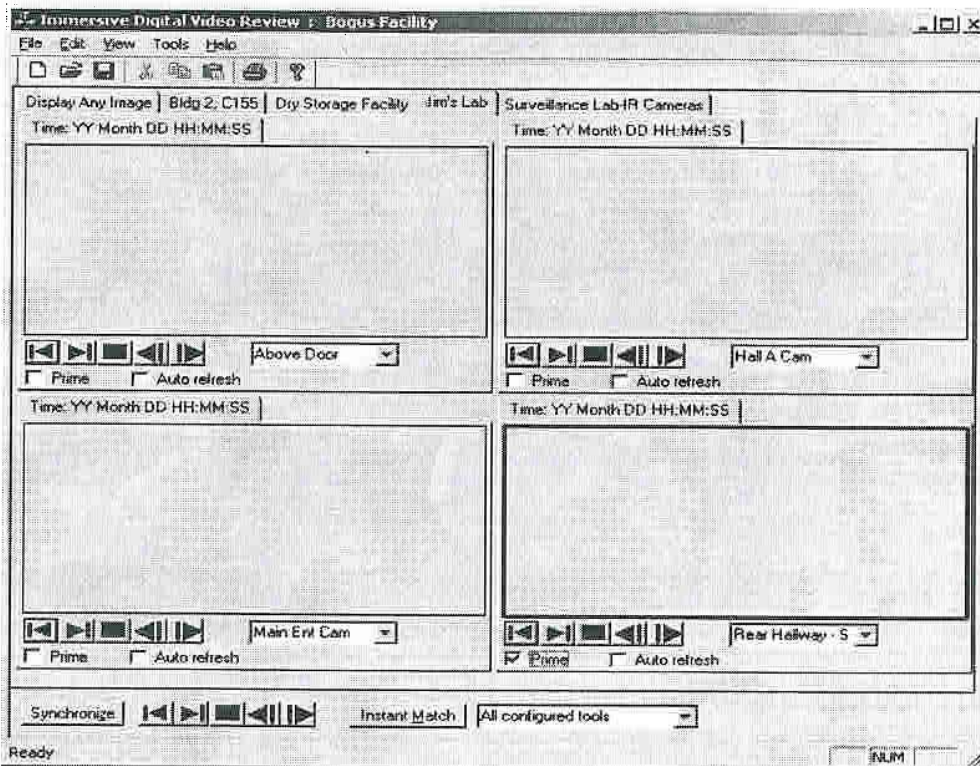 Immersive Digital Video Review : Bogus Facility
File Edit View Tools Help
Display Any Image Bldg 2, C155 Dry Storage Facility Jim's Lab Surveillance Lab-IR Cameras
Time: YY Month DD HH:MM:SS Time: YY Month DD HH:MM:SS
Above Door Hall A Cam
Prime Auto refresh Prime Auto refresh
Time: YY Month DD HH:MM:SS Time: YY Month DD HH:MM:SS
Main Ent Cam Rear Hallway - S
Prime Auto refresh Prime Auto refresh
Synchronize Instant Match All configured tools
Ready NUM